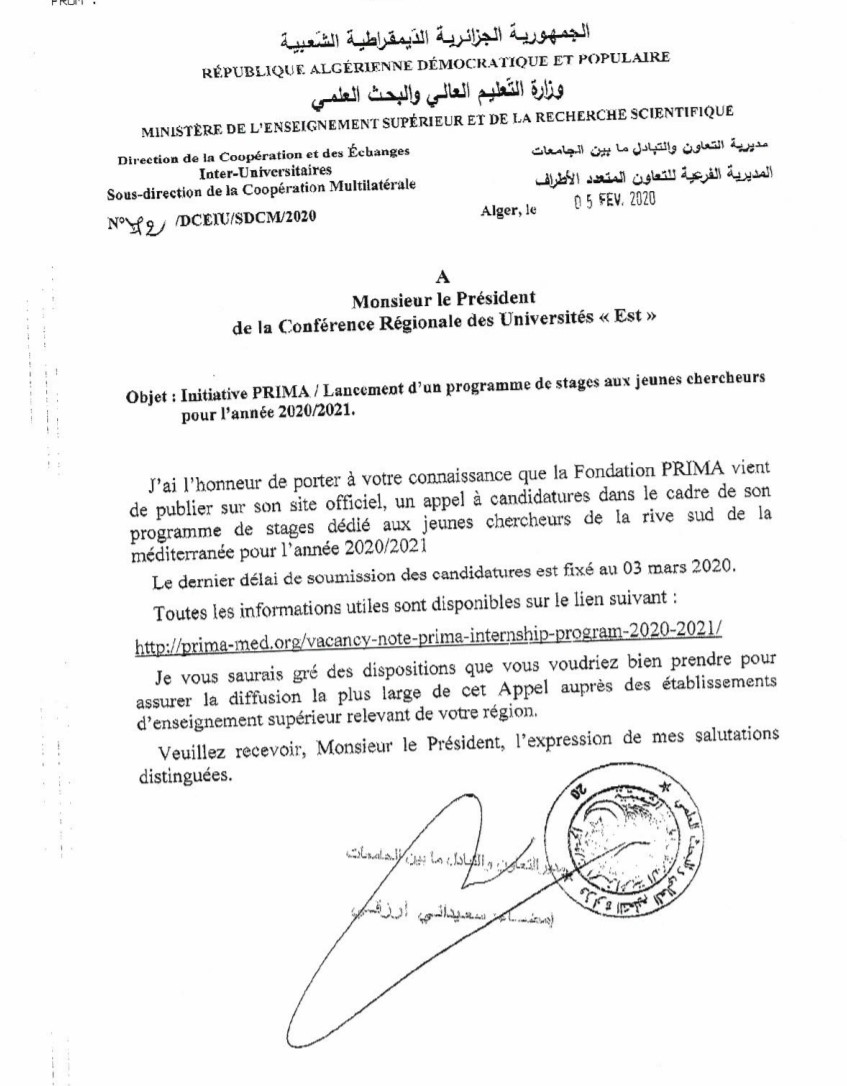 الجمهورية الجزائرية الديمقراطية الشعبية
RÉPUBLIQUE ALGÉRIENNE DÉMOCRATIQUE ET POPULAIRE
وزارة التعليم العالي والبحث العلمي
MINISTÈRE DE L'ENSEIGNEMENT SUPÉRIEUR ET DE LA RECHERCHE SCIENTIFIQUE
Direction de la Coopération et des Échanges
Inter-Universitaires
Sous-direction de la Coopération Multilatérale
N° /DCEIU/SDCM/2020
مديرية التعاون والتبادل ما بين الجامعات
المديرية الفرعية للتعاون المتعدد الأطراف
Alger, le 05 FEV. 2020
A
Monsieur le Président
de la Conférence Régionale des Universités « Est »
Objet : Initiative PRIMA / Lancement d'un programme de stages aux jeunes chercheurs
pour l'année 2020/2021.
J'ai l'honneur de porter à votre connaissance que la Fondation PRIMA vient
de publier sur son site officiel, un appel à candidatures dans le cadre de son
programme de stages dédié aux jeunes chercheurs de la rive sud de la
méditerranée pour l'année 2020/2021
Le dernier délai de soumission des candidatures est fixé au 03 mars 2020.
Toutes les informations utiles sont disponibles sur le lien suivant :
http://prima-med.org/vacancy-note-prima-internship-program-2020-2021/
Je vous saurais gré des dispositions que vous voudriez bien prendre pour
assurer la diffusion la plus large de cet Appel auprès des établissements
d'enseignement supérieur relevant de votre région.
Veuillez recevoir, Monsieur le Président, l'expression de mes salutations
distinguées.
مدير التعاون والتبادل ما بين الجامعات
إمضاء: سعيداني أرزقي